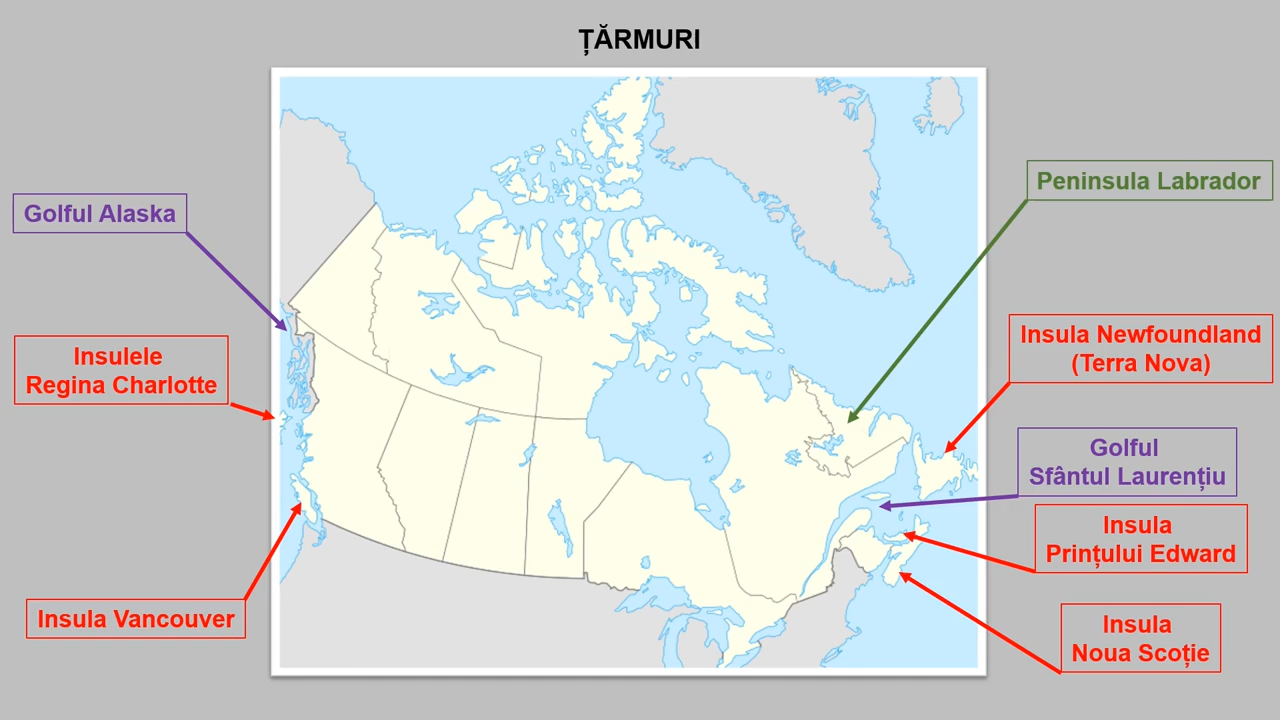 ȚĂRMURI
Golful Alaska
Insulele
Regina Charlotte
Insula Vancouver
Peninsula Labrador
Insula Newfoundland
(Terra Nova)
Golful
Sfântul Laurențiu
Insula
Prințului Edward
Insula
Noua Scoție